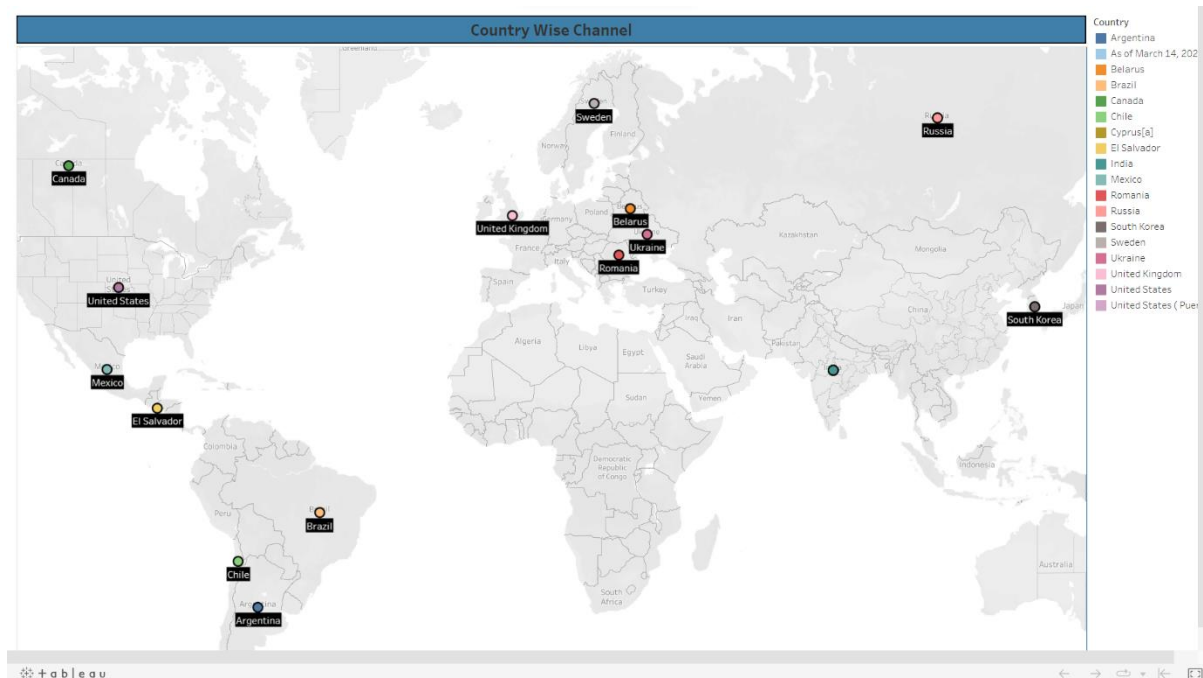 Country Wise Channel
Greenland
Sweden
Finland
Norway
Russia
Canada
United Kingdom
Germany
Poland
Belarus
Ukraine
France
Romania
Italy
Spain
Turkey
Kazakhstan
Mongolia
United
United States
China
South Korea
Japan
Iraq
Iran
Pakistan
Algeria
Libya
Egypt
Saudi
Arabia
Mexico
El Salvador
Sudan
Yemen
Colombia
Democratic
Republic
of Congo
Indonesia
Peru
Brazil
Chile
Argentina
South
Africa
Australia
Country
Argentina
As of March 14, 202
Belarus
Brazil
Canada
Chile
Cyprus[a]
El Salvador
India
Mexico
Romania
Russia
South Korea
Sweden
Ukraine
United Kingdom
United States
United States ( Puer
+ a b l e a u